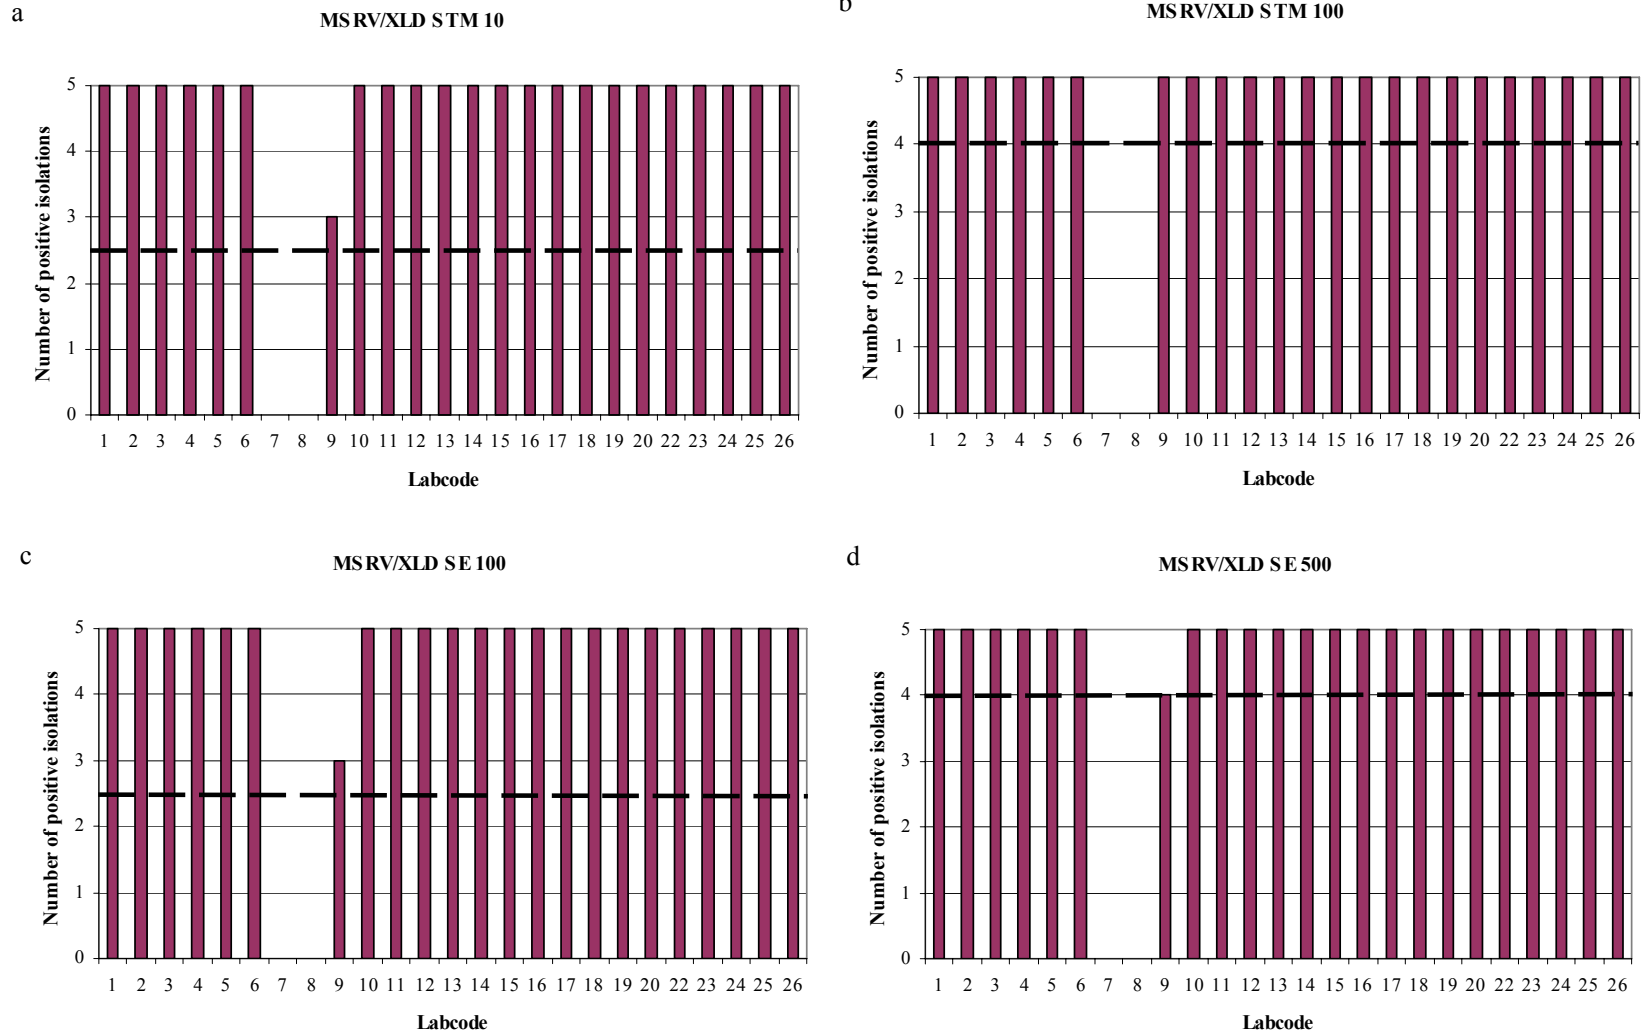 a
MSRV/XLD STM 10
Number of positive isolations
5
4
3
2
1
0
1 2 3 4 5 6 7 8 9 10 11 12 13 14 15 16 17 19 20 22 23 24 25 26
Labcode
b
MSRV/XLD STM 100
Number of positive isolations
5
4
3
2
1
0
1 2 3 4 5 6 7 8 9 10 11 12 13 14 15 16 17 18 19 20 22 23 24 25 26
Labcode
c
MSRV/XLD SE 100
Number of positive isolations
5
4
3
2
1
0
1 2 3 4 5 6 7 8 9 10 11 12 13 14 15 16 17 18 19 20 22 23 24 25 26
Labcode
d
MSRV/XLD SE 500
Number of positive isolations
5
4
3
2
1
0
1 2 3 4 5 6 7 8 9 10 11 12 13 14 15 16 17 18 19 20 22 23 24 25 26
Labcode